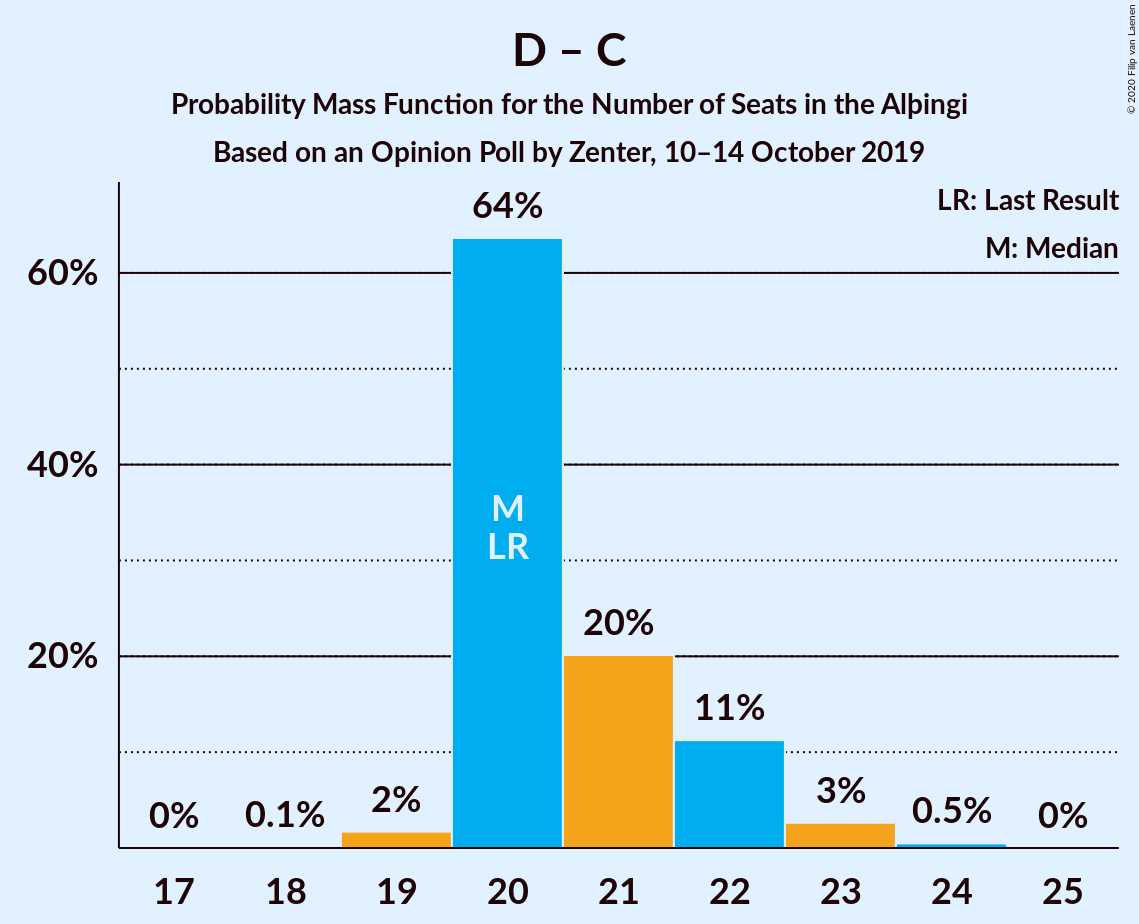 D – C
Probability Mass Function for the Number of Seats in the Alþingi
Based on an Opinion Poll by Zenter, 10–14 October 2019
© 2020 Filip van Laenen
LR: Last Result
M: Median
60%
40%
20%
0%
0.1%
2%
64%
M
LR
20%
11%
3%
0.5%
0%
17 18 19 20 21 22 23 24 25